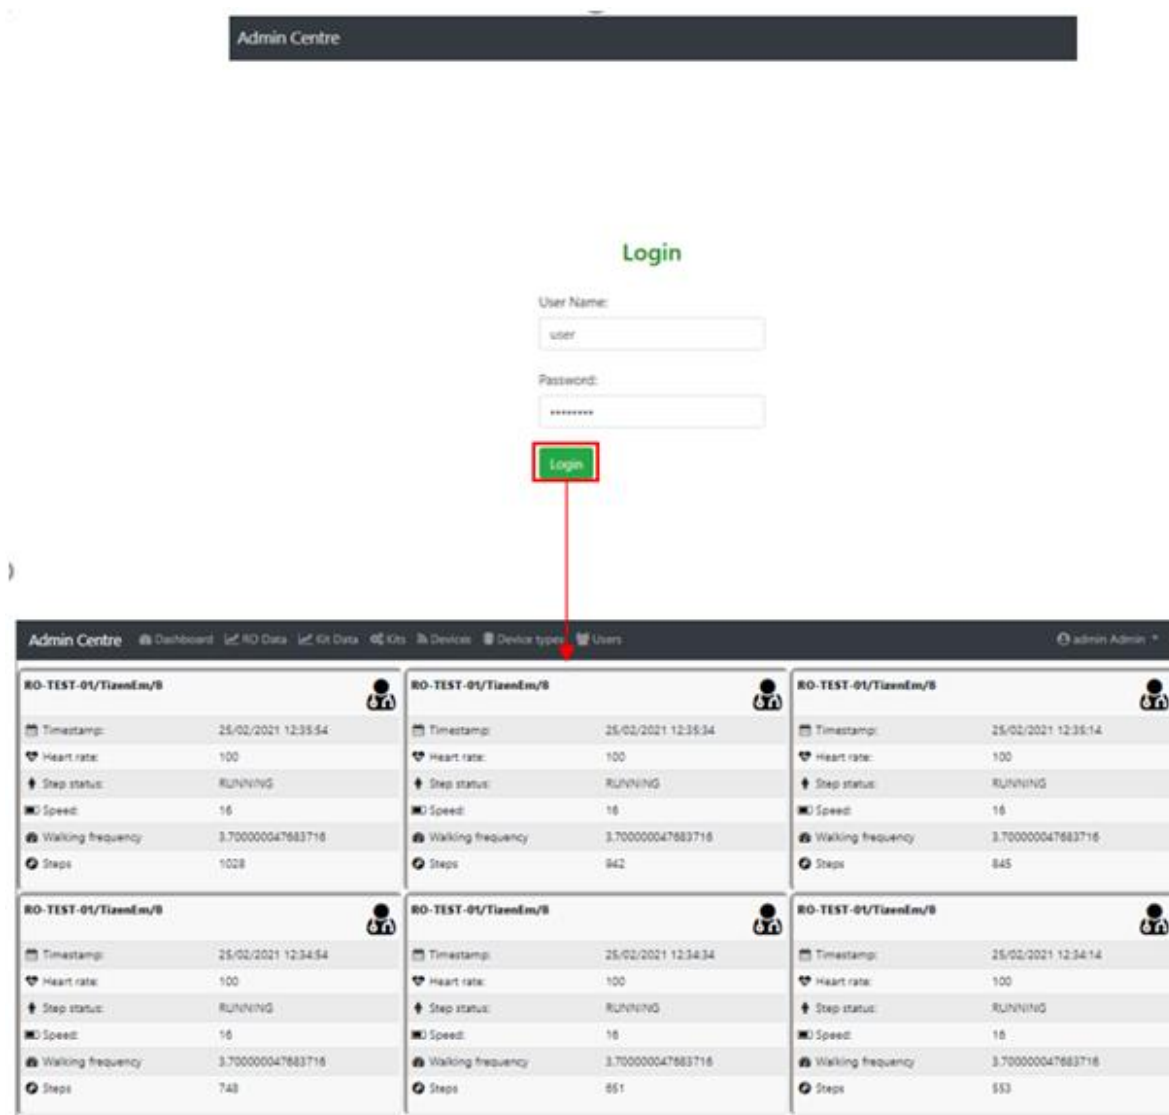 Admin Centre
Login
User Name:
user
Password:
••••••••
Login
Admin Centre Dashboard RO Data Kit Data Kits Devices Device types Users admin Admin
RO-TEST-01/TizenEm/8 RO-TEST-01/TizenEm/8 RO-TEST-01/TizenEm/8
Timestamp: 25/02/2021 12:35:54 Timestamp: 25/02/2021 12:35:34 Timestamp: 25/02/2021 12:35:14
Heart rate: 100 Heart rate: 100 Heart rate: 100
Step status: RUNNING Step status: RUNNING Step status: RUNNING
Speed: 16 Speed: 16 Speed: 16
Walking frequency 3.700000047683716 Walking frequency 3.700000047683716 Walking frequency 3.700000047683716
Steps 1028 Steps 942 Steps 845
RO-TEST-01/TizenEm/8 RO-TEST-01/TizenEm/8 RO-TEST-01/TizenEm/8
Timestamp: 25/02/2021 12:34:54 Timestamp: 25/02/2021 12:34:34 Timestamp: 25/02/2021 12:34:14
Heart rate: 100 Heart rate: 100 Heart rate: 100
Step status: RUNNING Step status: RUNNING Step status: RUNNING
Speed: 16 Speed: 16 Speed: 16
Walking frequency 3.700000047683716 Walking frequency 3.700000047683716 Walking frequency 3.700000047683716
Steps 748 Steps 651 Steps 553